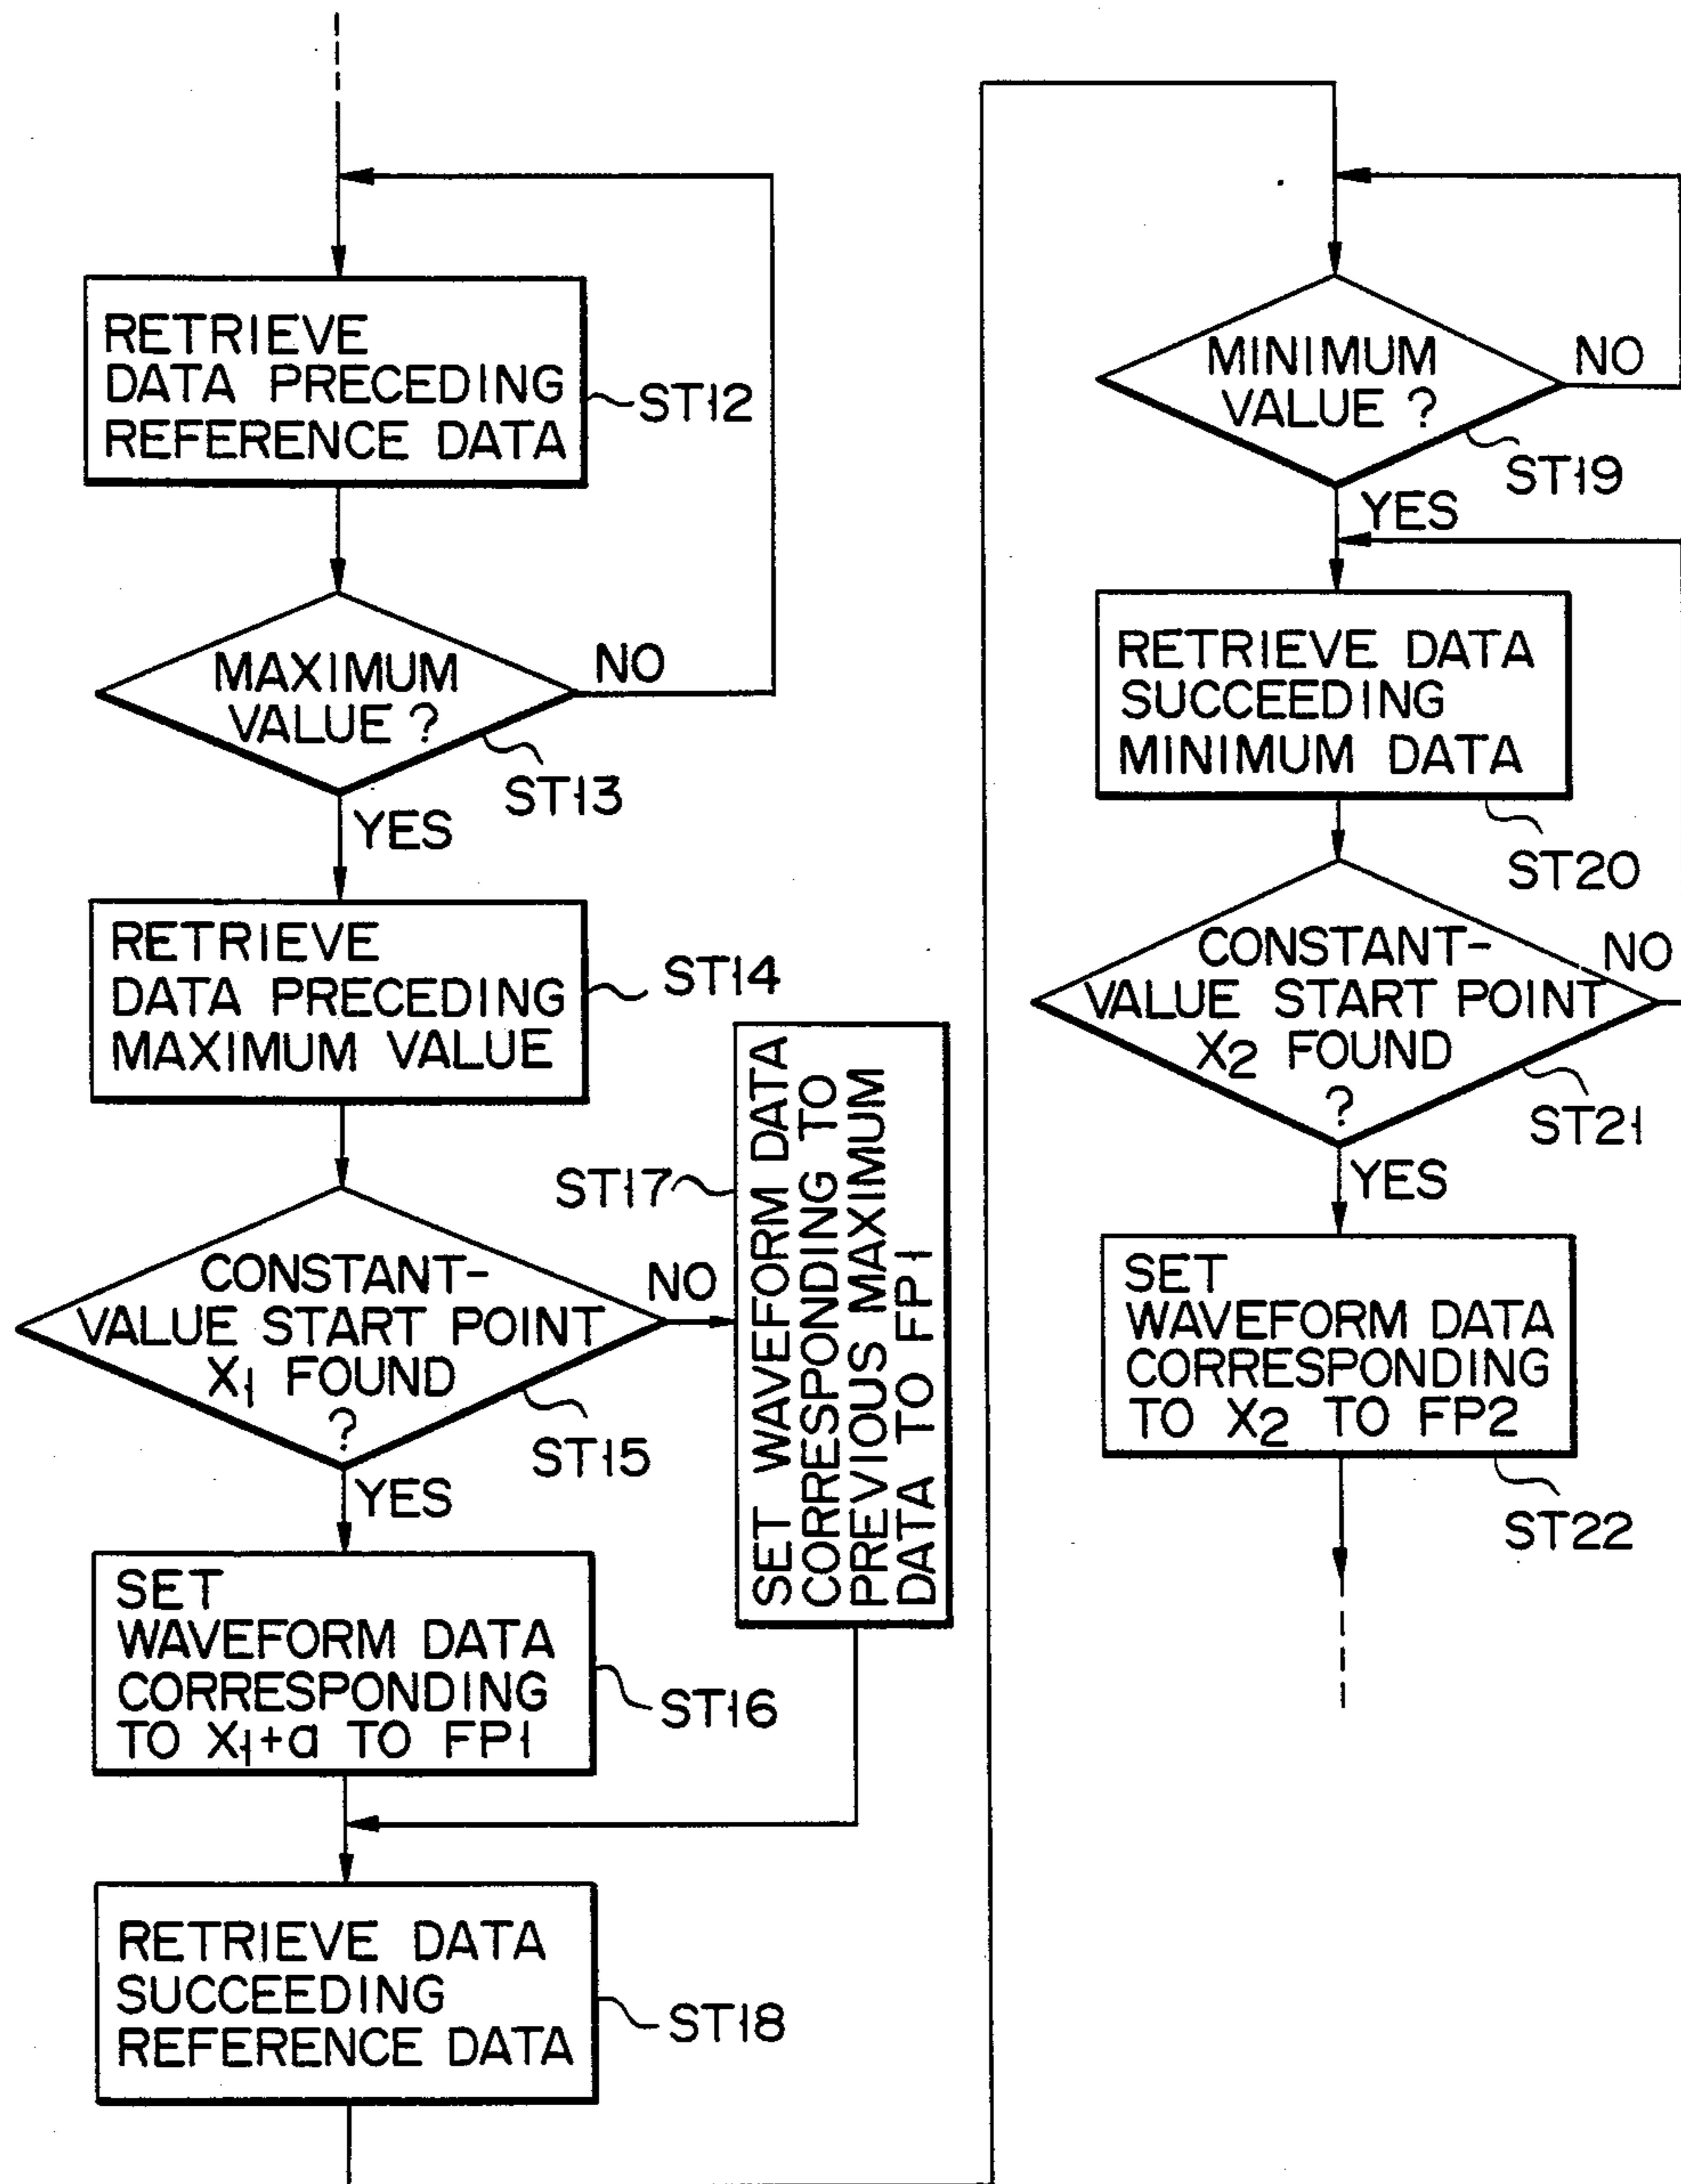 RETRIEVE
DATA PRECEDING
REFERENCE DATA
ST12
MAXIMUM
VALUE ?
NO
ST13
YES
RETRIEVE
DATA PRECEDING
MAXIMUM VALUE
ST14
CONSTANT-
VALUE START POINT
X1 FOUND
?
NO
ST15
YES
ST17
SET WAVEFORM DATA
CORRESPONDING TO
PREVIOUS MAXIMUM
DATA TO FP1
SET
WAVEFORM DATA
CORRESPONDING
TO X1+a TO FP1
ST16
RETRIEVE DATA
SUCCEEDING
REFERENCE DATA
ST18
MINIMUM
VALUE ?
NO
ST19
YES
RETRIEVE DATA
SUCCEEDING
MINIMUM DATA
ST20
CONSTANT-
VALUE START POINT
X2 FOUND
?
NO
ST21
YES
SET
WAVEFORM DATA
CORRESPONDING
TO X2 TO FP2
ST22